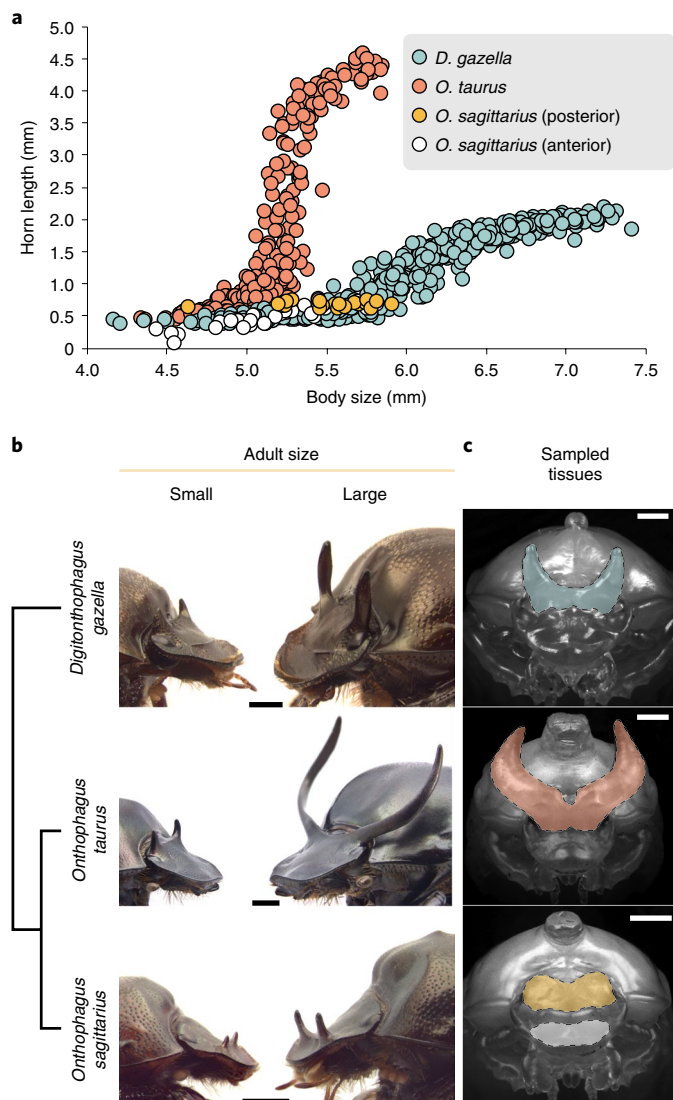 a
5.0
4.5
4.0
3.5
3.0
2.5
2.0
1.5
1.0
0.5
0
Horn length (mm)
D. gazella
O. taurus
O. sagittarius (posterior)
O. sagittarius (anterior)
4.0 4.5 5.0 5.5 6.0 6.5 7.0 7.5
Body size (mm)
b
Adult size
Small Large
c
Sampled
tissues
Digitonthophagus
gazella
Onthophagus
taurus
Onthophagus
sagittarius